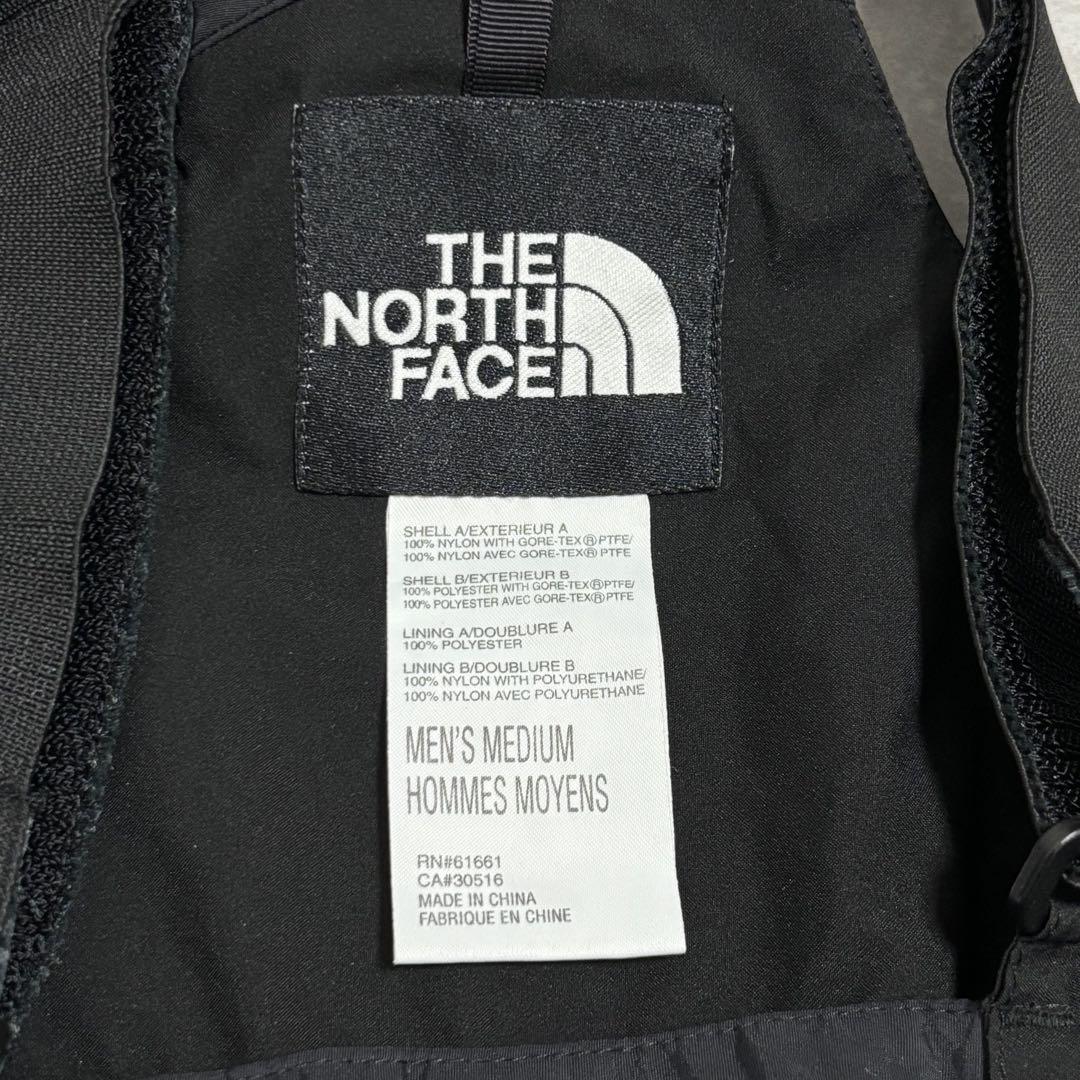 THE
NORTH
FACE
SHELL A/EXTERIEUR A
100% NYLON WITH GORE-TEX®PTFE/
100% NYLON AVEC GORE-TEX®PTFE
SHELL B/EXTERIEUR B
100% POLYESTER WITH GORE-TEX®PTFE/
100% POLYESTER AVEC GORE-TEX®PTFE
LINING A/DOUBLURE A
100% POLYESTER
LINING B/DOUBLURE B
100% NYLON WITH POLYURETHANE/
100% NYLON AVEC POLYURETHANE
MEN'S MEDIUM
HOMMES MOYENS
RN#61661
CA#30516
MADE IN CHINA
FABRIQUE EN CHINE